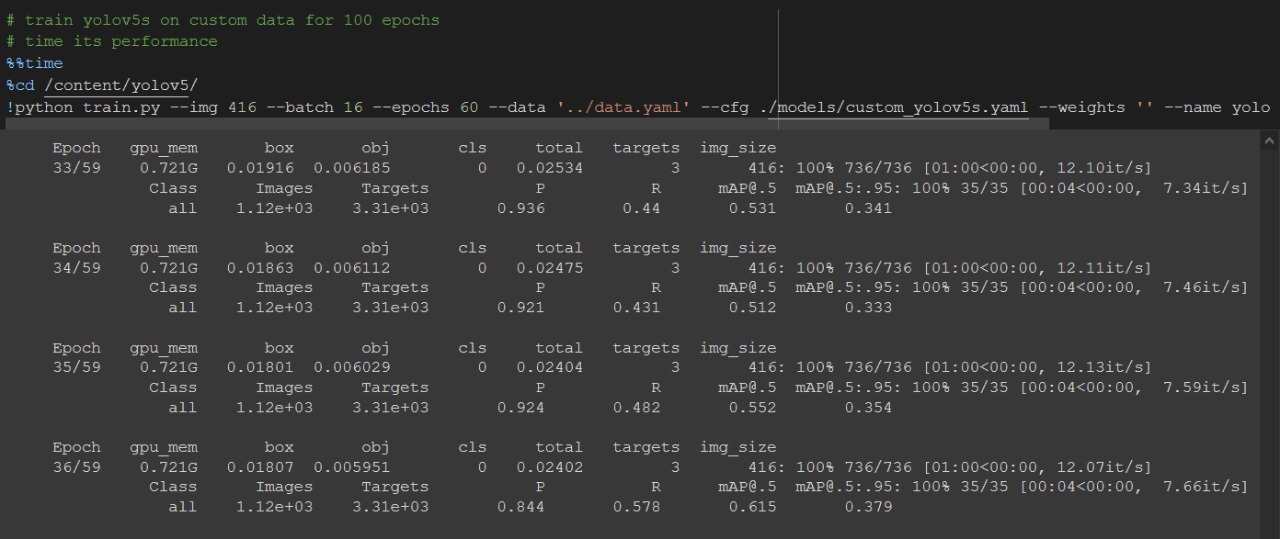 # train yolov5s on custom data for 100 epochs
# time its performance
%%time
%cd /content/yolov5/
!python train.py --img 416 --batch 16 --epochs 60 --data '../data.yaml' --cfg ./models/custom_yolov5s.yaml --weights '' --name yolo
Epoch gpu_mem box obj cls total targets img_size
33/59 0.721G 0.01916 0.006185 0 0.02534 3 416: 100% 736/736 [01:00<00:00, 12.10it/s]
Class Images Targets P R mAP@.5 mAP@.5:.95: 100% 35/35 [00:04<00:00, 7.34it/s]
all 1.12e+03 3.31e+03 0.936 0.44 0.531 0.341
Epoch gpu_mem box obj cls total targets img_size
34/59 0.721G 0.01863 0.006112 0 0.02475 3 416: 100% 736/736 [01:00<00:00, 12.11it/s]
Class Images Targets P R mAP@.5 mAP@.5:.95: 100% 35/35 [00:04<00:00, 7.46it/s]
all 1.12e+03 3.31e+03 0.921 0.431 0.512 0.333
Epoch gpu_mem box obj cls total targets img_size
35/59 0.721G 0.01801 0.006029 0 0.02404 3 416: 100% 736/736 [01:00<00:00, 12.13it/s]
Class Images Targets P R mAP@.5 mAP@.5:.95: 100% 35/35 [00:04<00:00, 7.59it/s]
all 1.12e+03 3.31e+03 0.924 0.482 0.552 0.354
Epoch gpu_mem box obj cls total targets img_size
36/59 0.721G 0.01807 0.005951 0 0.02402 3 416: 100% 736/736 [01:00<00:00, 12.07it/s]
Class Images Targets P R mAP@.5 mAP@.5:.95: 100% 35/35 [00:04<00:00, 7.66it/s]
all 1.12e+03 3.31e+03 0.844 0.578 0.615 0.379